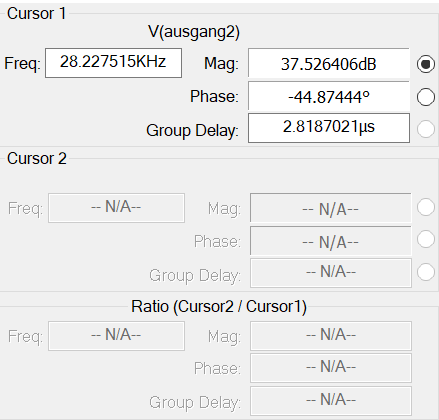 Cursor 1
V(ausgang2)
Freq: 28.227515KHz Mag: 37.526406dB
Phase: -44.87444°
Group Delay: 2.8187021µs
Cursor 2
Freq: -- N/A-- Mag: -- N/A--
Phase: -- N/A--
Group Delay: -- N/A--
Ratio (Cursor2 / Cursor1)
Freq: -- N/A-- Mag: -- N/A--
Phase: -- N/A--
Group Delay: -- N/A--